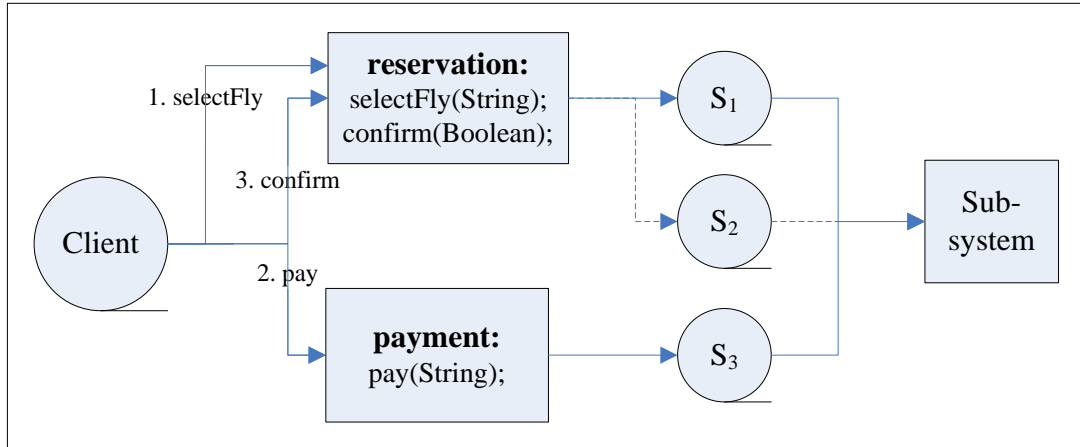 reservation:
selectFly(String);
confirm(Boolean);
1. selectFly
3. confirm
Client
2. pay
payment:
pay(String);
S1
S2
S3
Sub-
system